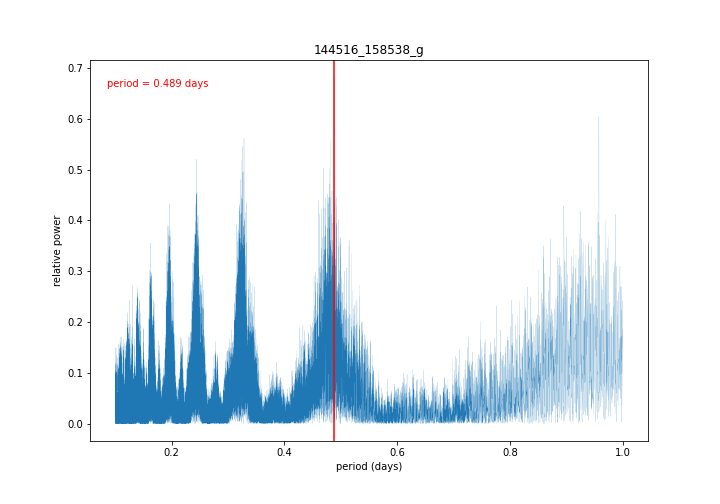 144516_158538_g
period = 0.489 days
relative power
0.7
0.6
0.5
0.4
0.3
0.2
0.1
0.0
0.2 0.4 0.6 0.8 1.0
period (days)